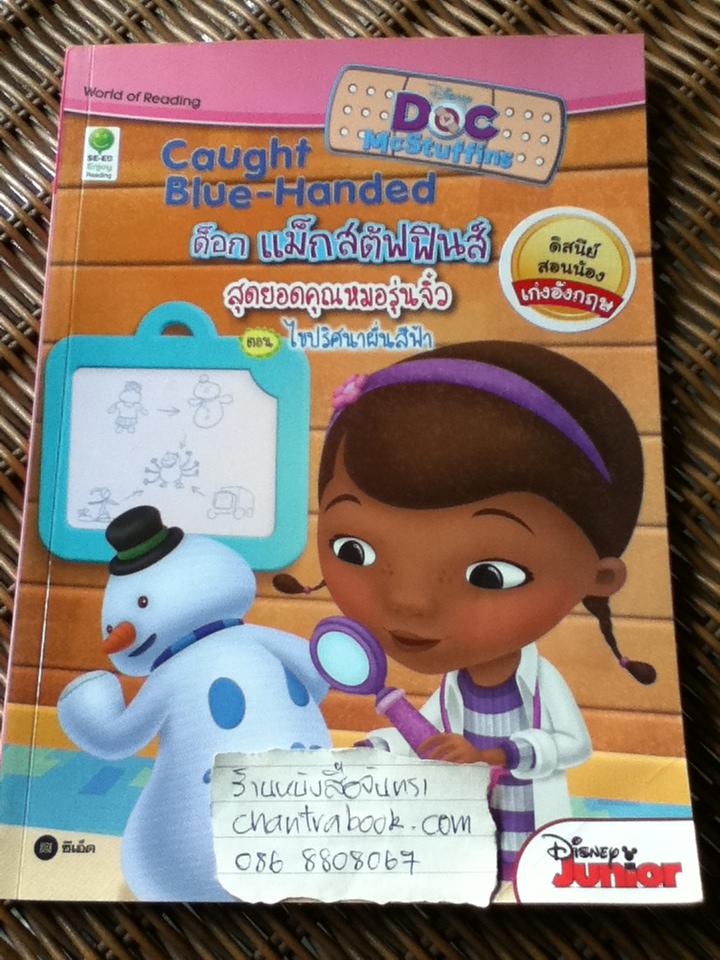 World of Reading
Disney
Doc
McStuffins
SE-ED
Enjoy
Reading
Caught
Blue-Handed
ด็อก แม็กสตัฟฟินส์
สุดยอดคุณหมอรุ่นจิ๋ว
ตอน ไขปริศนาผื่นสีฟ้า
ดิสนีย์
สอนน้อง
เก่งอังกฤษ
ร้านหนังสือจันทรา
chantrabook.com
086 8808067
ซีเอ็ด
Disney
Junior